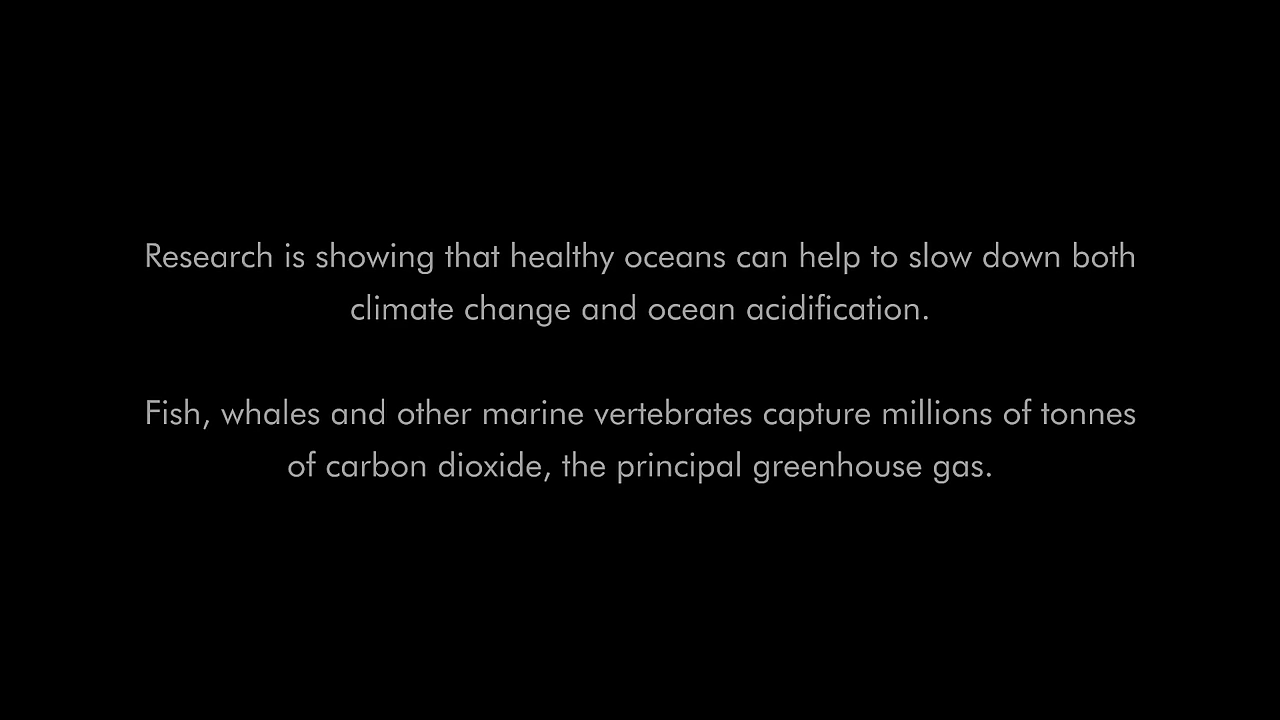 Research is showing that healthy oceans can help to slow down both
climate change and ocean acidification.
Fish, whales and other marine vertebrates capture millions of tonnes
of carbon dioxide, the principal greenhouse gas.